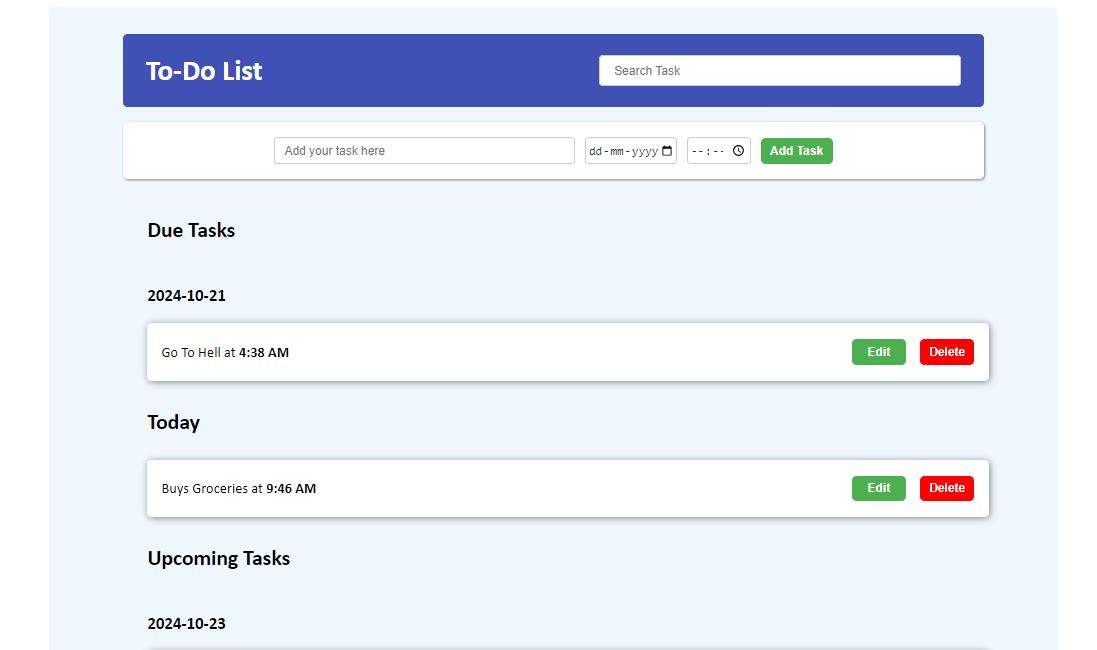 To-Do List
Search Task
Add your task here
dd-mm-yyyy
--:--
Add Task
Due Tasks
2024-10-21
Go To Hell at 4:38 AM
Edit
Delete
Today
Buys Groceries at 9:46 AM
Edit
Delete
Upcoming Tasks
2024-10-23